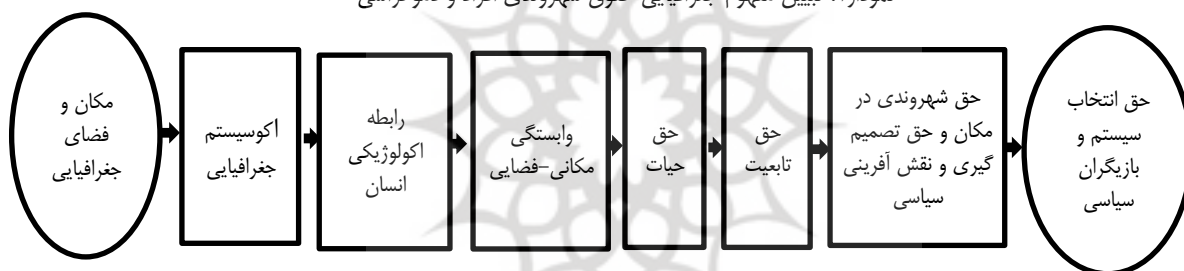 مکان و
فضای
جغرافیایی
اکوسیستم
جغرافیایی
رابطه
اکولوژیکی
انسان
وابستگی
مکانی-فضایی
حق
حیات
حق
تابعیت
حق شهروندی در
مکان و حق تصمیم
گیری و نقش آفرینی
سیاسی
حق انتخاب
سیستم و
بازیگران
سیاسی